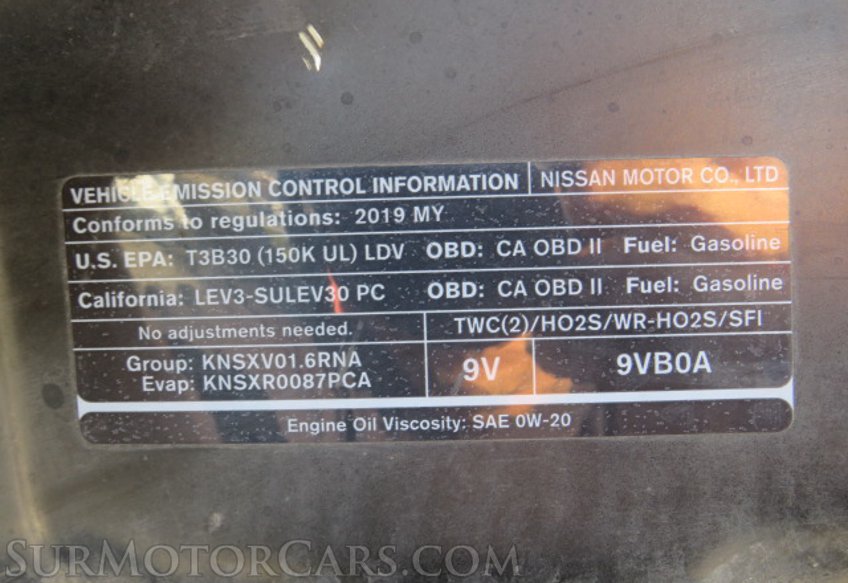 VEHICLE EMISSION CONTROL INFORMATION NISSAN MOTOR CO., LTD
Conforms to regulations: 2019 MY
U.S. EPA: T3B30 (150K UL) LDV OBD: CA OBD II Fuel: Gasoline
California: LEV3-SULEV30 PC OBD: CA OBD II Fuel: Gasoline
No adjustments needed. TWC(2)/HO2S/WR-HO2S/SFI
Group: KNSXV01.6RNA
Evap: KNSXR0087PCA
9V 9VB0A
Engine Oil Viscosity: SAE 0W-20
SurMotorCars.com